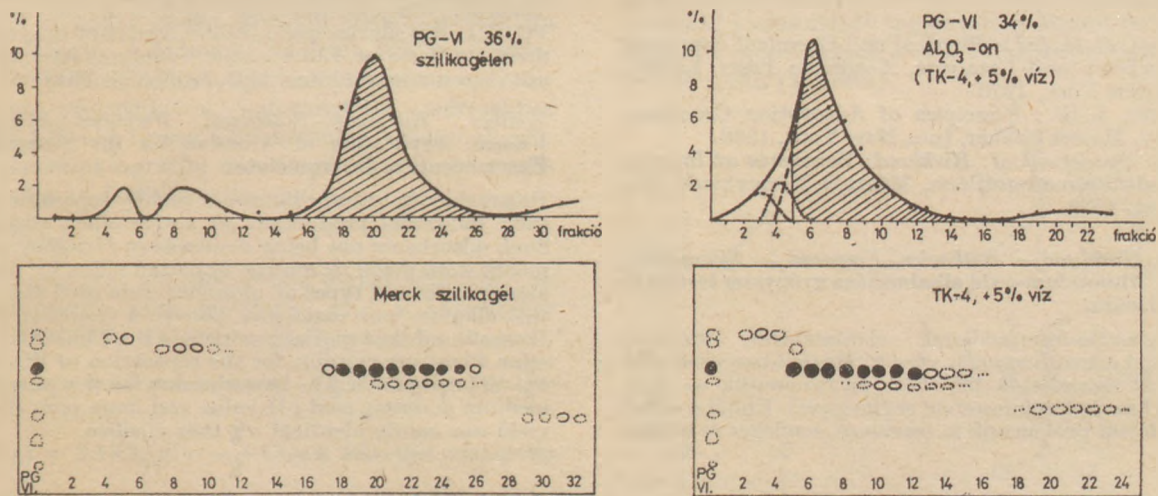 %
10
8
6
4
2
PG-VI 36%
szilikagélen
2 4 6 8 10 12 14 16 18 20 22 24 26 28 30 frakció
%
10
8
6
4
2
PG-VI 34%
Al₂O₃-on
(TK-4, + 5% víz)
2 4 6 8 10 12 14 16 18 20 22 frakció
Merck szilikagél
PG
VI. 2 4 6 8 10 12 14 16 18 20 22 24 26 28 30 32
TK-4, +5% víz
PG
VI. 2 4 6 8 10 12 14 16 18 20 22 24